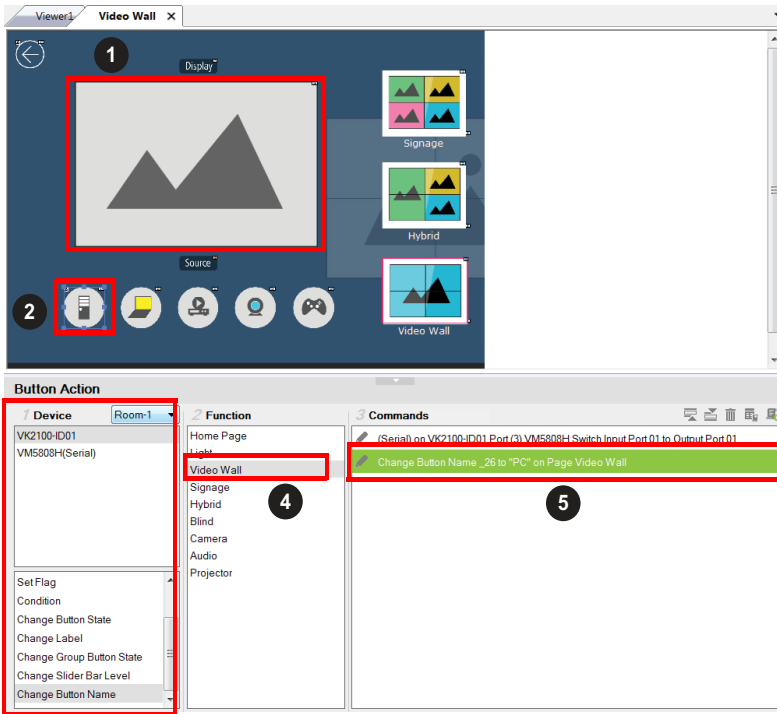 Viewer1
Video Wall X
1
Display
Signage
Hybrid
Source
2
Video Wall
Button Action
1 Device
Room-1
2 Function
3 Commands
VK2100-ID01
VM5808H(Serial)
Home Page
Light
Video Wall
Signage
Hybrid
Blind
Camera
Audio
Projector
4
(Serial) on VK2100-ID01 Port (3) VM5808H Switch Input Port 01 to Output Port 01
Change Button Name _26 to "PC" on Page Video Wall
5
Set Flag
Condition
Change Button State
Change Label
Change Group Button State
Change Slider Bar Level
Change Button Name